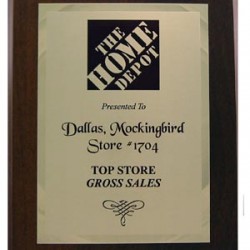 THE
HOME
DEPOT
Presented To
Dallas, Mockingbird
Store #1704
TOP STORE
GROSS SALES